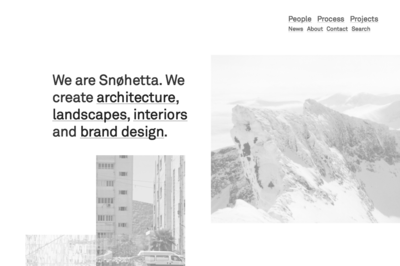 People Process Projects
News About Contact Search
We are Snøhetta. We
create architecture,
landscapes, interiors
and brand design.